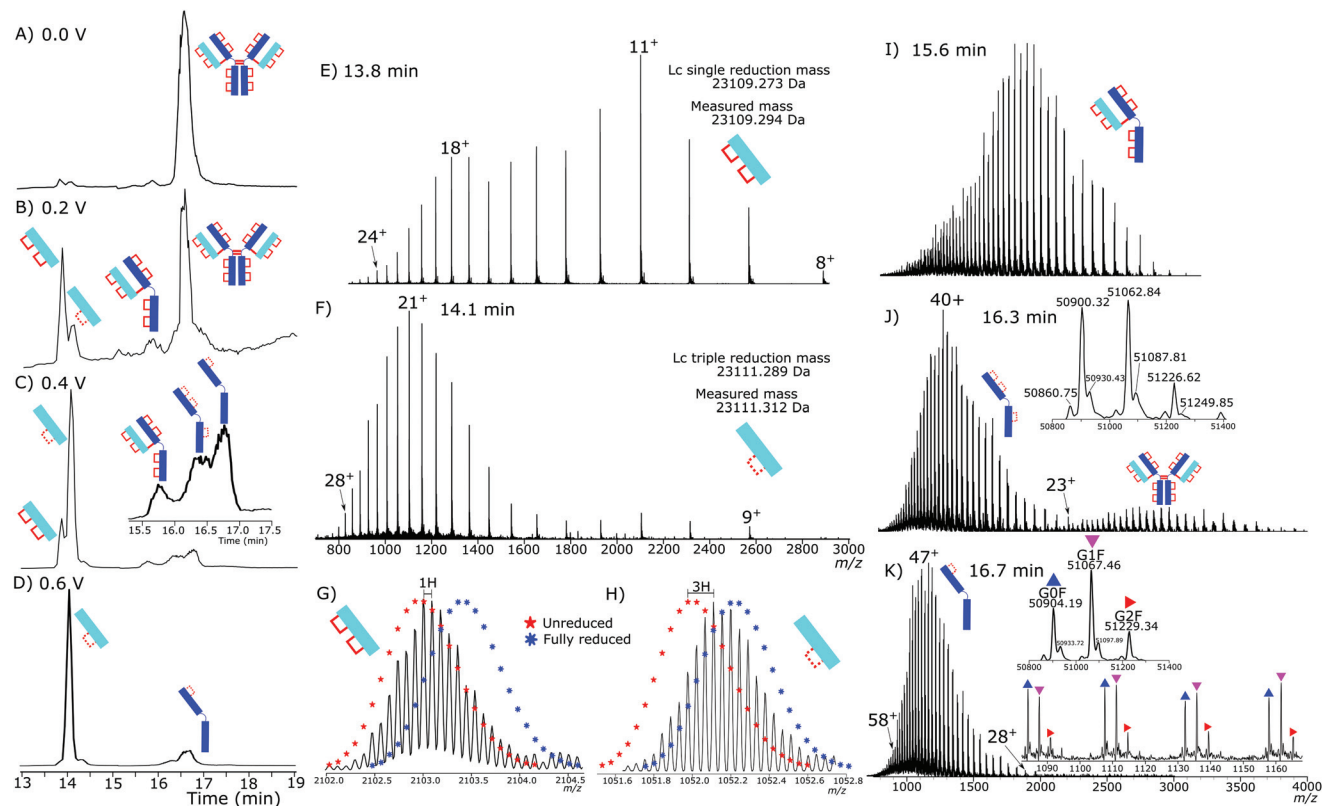 A) 0.0 V
B) 0.2 V
C) 0.4 V
15.5 16.0 16.5 17.0 17.5
Time (min)
D) 0.6 V
13 14 15 16 17 18 19
Time (min)
E) 13.8 min
11+
18+
24+
8+
Lc single reduction mass
23109.273 Da
Measured mass
23109.294 Da
F)
21+
14.1 min
28+
9+
Lc triple reduction mass
23111.289 Da
Measured mass
23111.312 Da
800 1000 1200 1400 1600 1800 2000 2200 2400 2600 2800 3000
m/z
G)
1H
Unreduced
Fully reduced
2102.0 2102.5 2103.0 2103.5 2104.0 2104.5
m/z
H)
3H
1051.6 1051.8 1052.0 1052.2 1052.4 1052.6 1052.8
m/z
I) 15.6 min
J)
40+
16.3 min
51062.84
50900.32
51087.81
51226.62
50860.75
50930.43
51249.85
50800 51000 51200 51400
23+
K)
47+
16.7 min
58+
28+
G1F
51067.46
G0F
50904.19
G2F
51229.34
50933.72
51097.89
50800 51000 51200 51400
1090 1100 1110 1120 1130 1140 1150 1160
1000 1500 2000 2500 3000 3500 4000
m/z